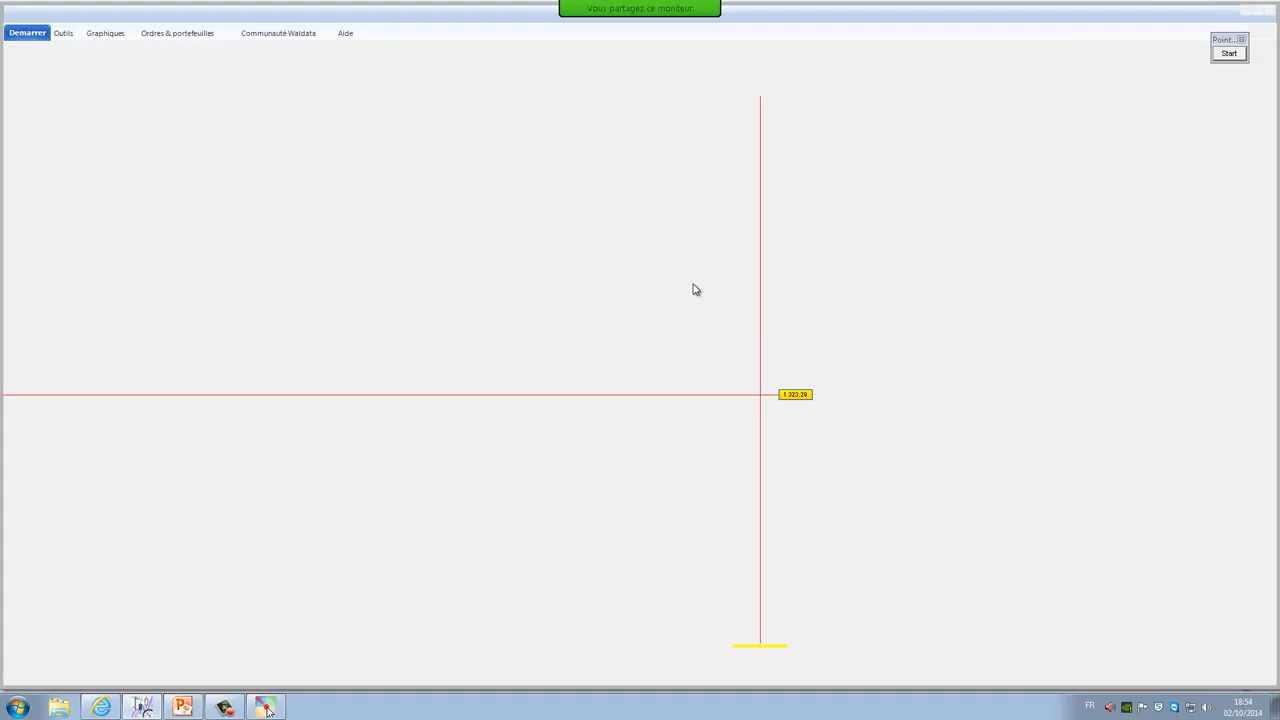 Vous partagez ce moniteur.
Demarrer Outils Graphiques Ordres & portefeuilles Communauté Waldata Aide
Point...
Start
1 323.29
FR
18:54
02/10/2014